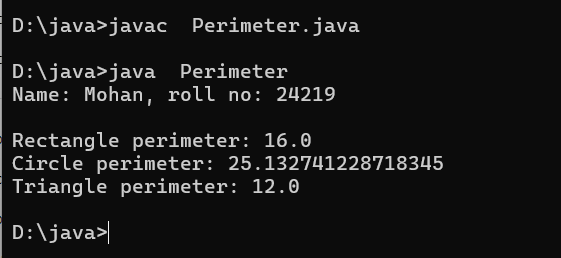 D:\java>javac  Perimeter.java
D:\java>java  Perimeter
Name: Mohan, roll no: 24219
Rectangle perimeter: 16.0
Circle perimeter: 25.132741228718345
Triangle perimeter: 12.0
D:\java>